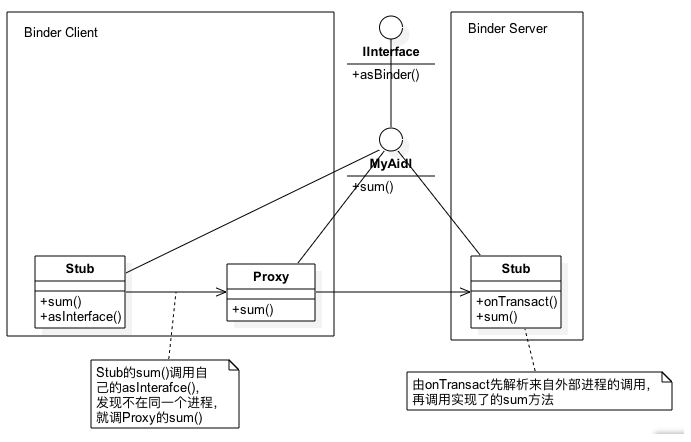 Binder Client
IInterface
+asBinder()
Binder Server
MyAidl
+sum()
Stub
+sum()
+asInterface()
Proxy
+sum()
Stub
+onTransact()
+sum()
Stub的sum()调用自
己的asInterafce(),
发现不在同一个进程，
就调Proxy的sum()
由onTransact先解析来自外部进程的调用，
再调用实现了的sum方法